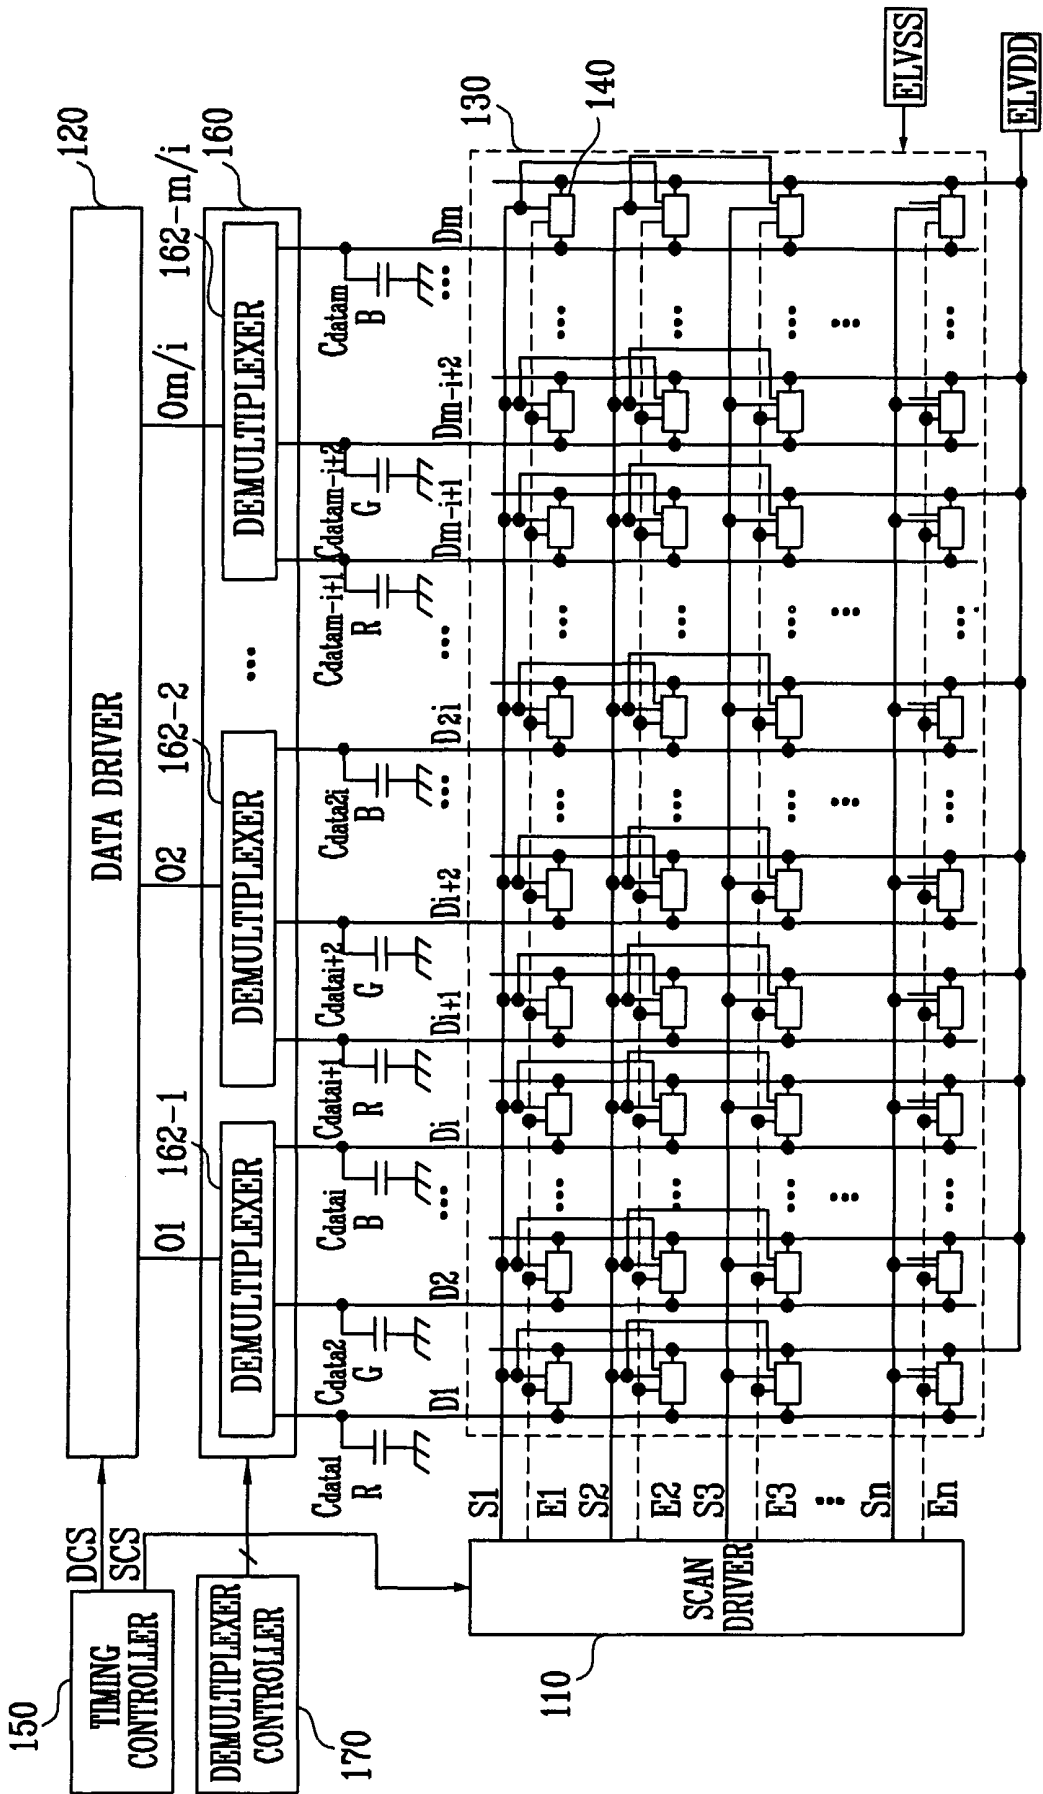 150
TIMING
CONTROLLER
DCS
SCS
DATA DRIVER
120
DEMULTIPLEXER
CONTROLLER
170
O1
162-1
O2
162-2
Om/i
162-m/i
160
DEMULTIPLEXER
DEMULTIPLEXER
...
DEMULTIPLEXER
Cdata1
R
Cdata2
G
Cdatai
B
Cdatai+1
R
Cdatai+2
G
Cdata2i
B
Cdatam-i+1
R
Cdatam-i+2
G
Cdatam
B
D1
D2
...
Di
Di+1
Di+2
...
D2i
...
Dm-i+1
Dm-i+2
...
Dm
130
140
110
SCAN
DRIVER
S1
E1
S2
E2
S3
E3
...
Sn
En
ELVSS
ELVDD